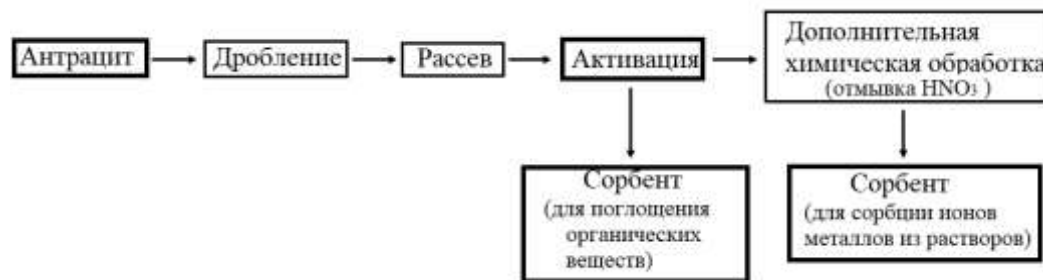 Антрацит
Дробление
Рассев
Активация
Дополнительная
химическая обработка
(отмывка HNO3 )
Сорбент
(для поглощения
органических
веществ)
Сорбент
(для сорбции ионов
металлов из растворов)